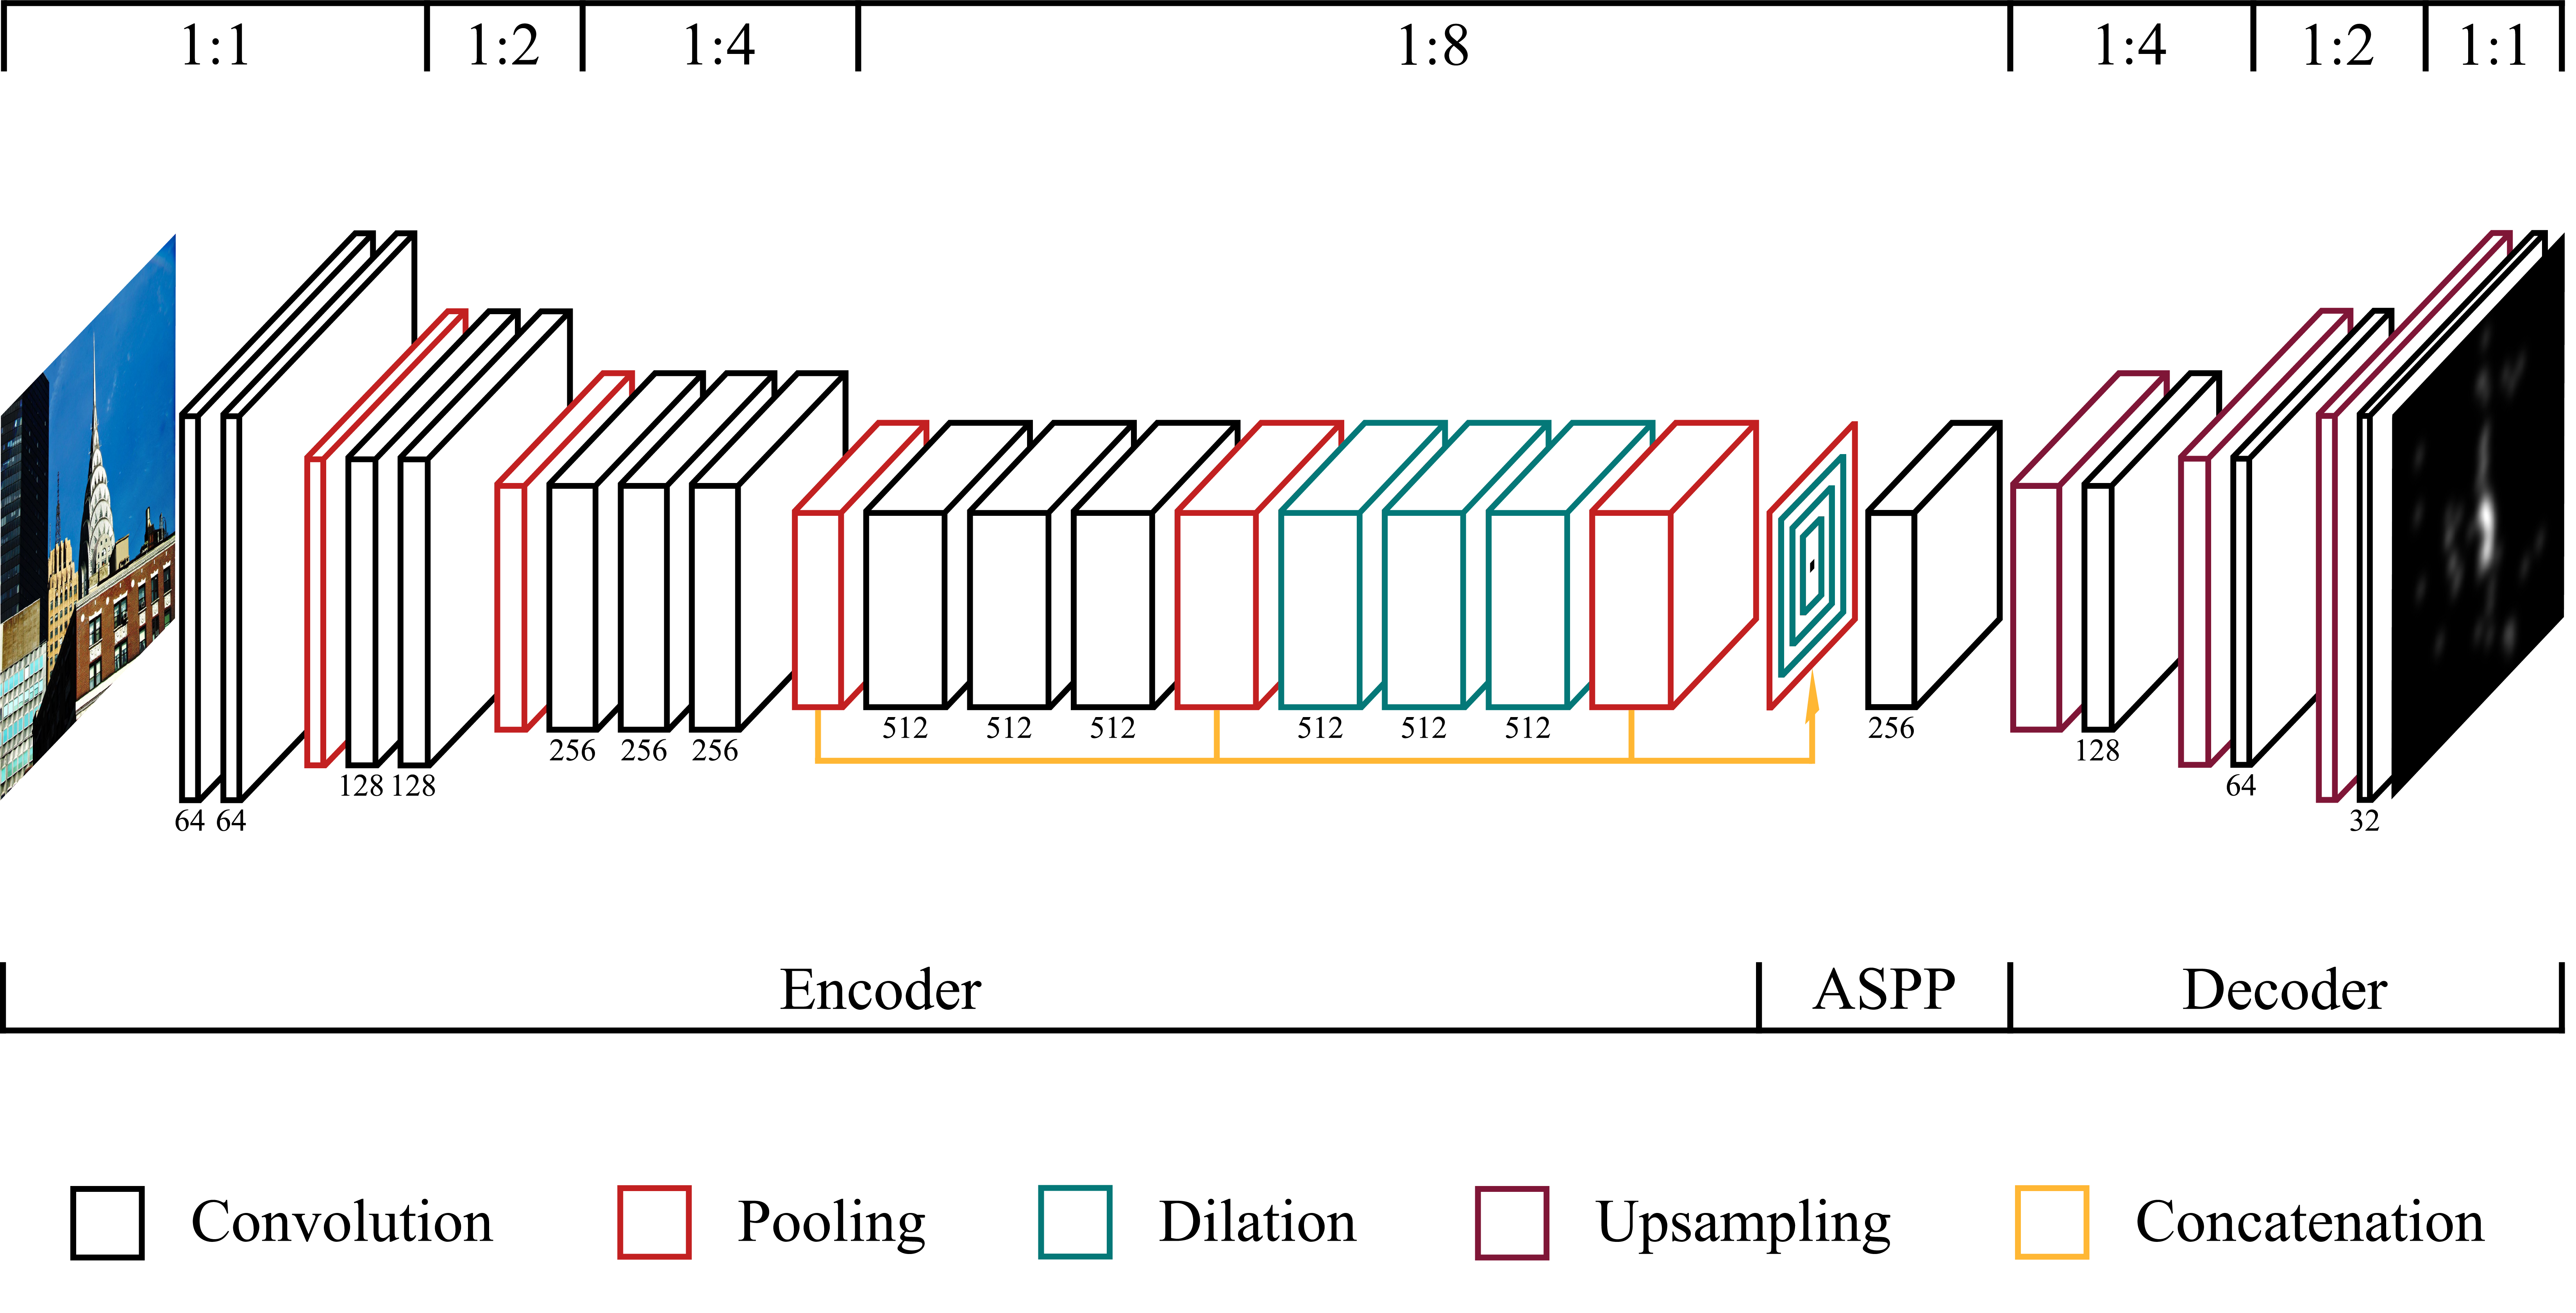 1:1 1:2 1:4 1:8 1:4 1:2 1:1
512 512 512 512 512 512 256
256 256 256 128
128 128 64
64 64 32
Encoder ASPP Decoder
Convolution Pooling Dilation Upsampling Concatenation